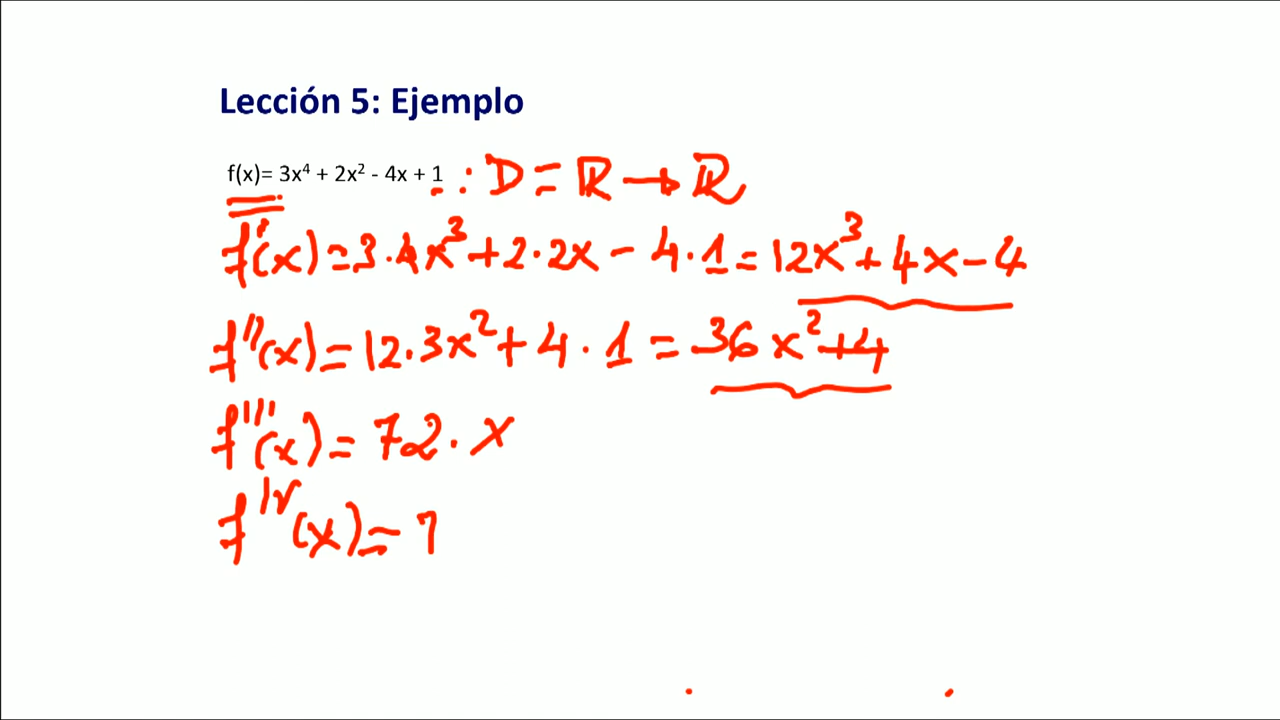 Lección 5: Ejemplo
f(x)= 3x⁴ + 2x² - 4x + 1 ∴ D = ℝ → ℝ
f'(x) = 3·4x³ + 2·2x − 4·1 = 12x³ + 4x − 4
f''(x) = 12·3x² + 4·1 = 36x² + 4
f'''(x) = 72·x
f^IV(x) = 7